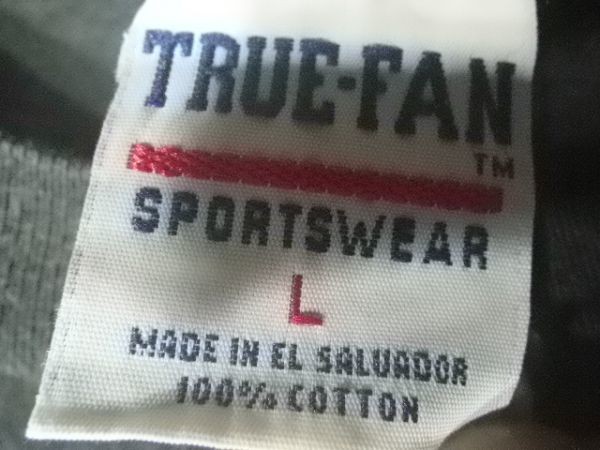 TRUE-FAN
™
SPORTSWEAR
L
MADE IN EL SALVADOR
100% COTTON